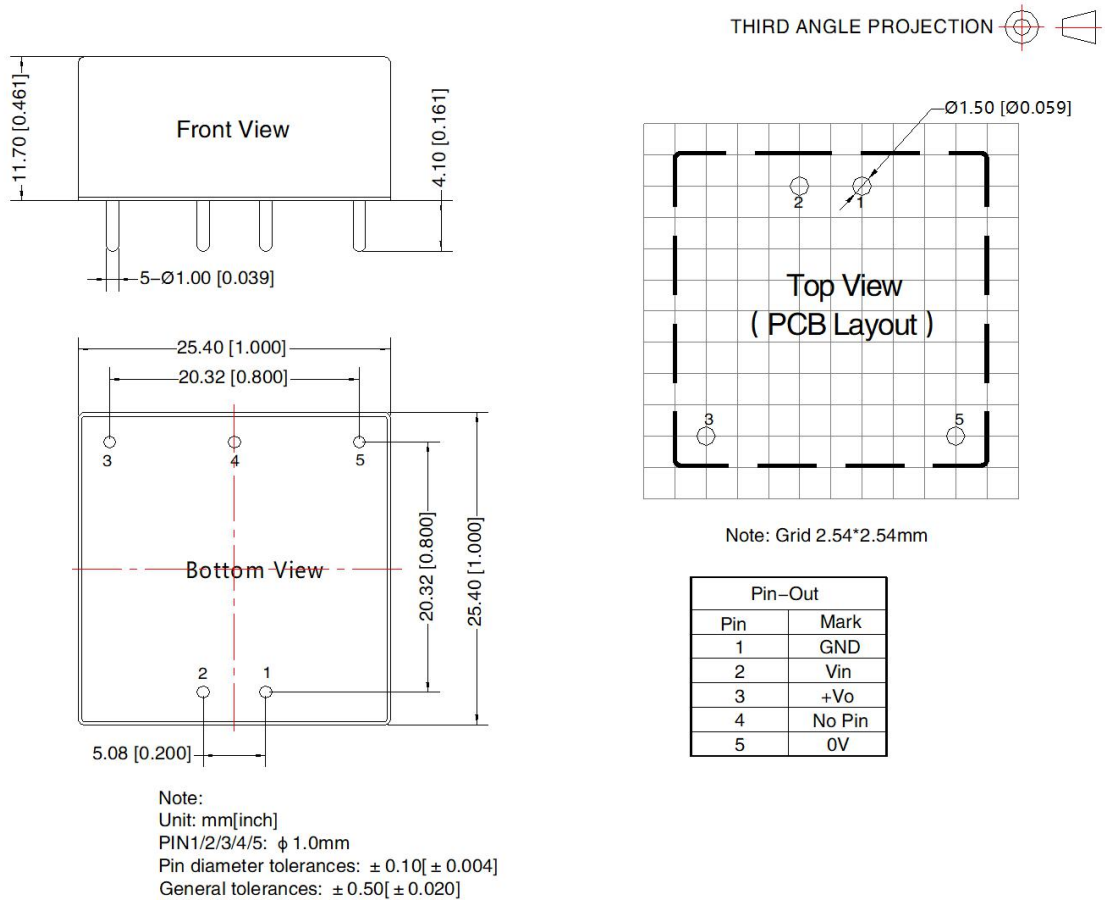 THIRD ANGLE PROJECTION
11.70 [0.461]
Front View
4.10 [0.161]
5–Ø1.00 [0.039]
25.40 [1.000]
20.32 [0.800]
3
4
5
Bottom View
20.32 [0.800]
25.40 [1.000]
2
1
5.08 [0.200]
Note:
Unit: mm[inch]
PIN1/2/3/4/5: ϕ 1.0mm
Pin diameter tolerances: ± 0.10[ ± 0.004]
General tolerances: ± 0.50[ ± 0.020]
Ø1.50 [Ø0.059]
2
1
Top View
( PCB Layout )
3
5
Note: Grid 2.54*2.54mm
Pin–Out
Pin Mark
1 GND
2 Vin
3 +Vo
4 No Pin
5 0V